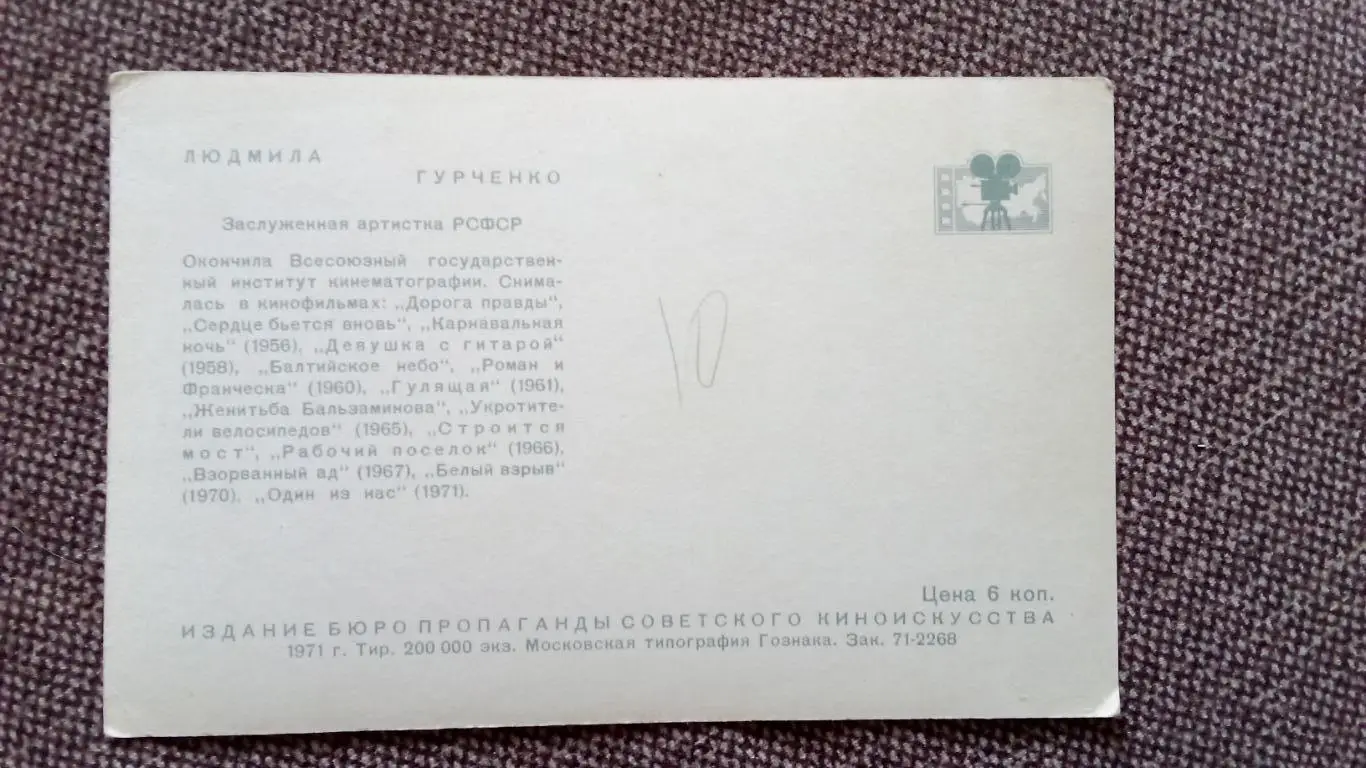 ЛЮДМИЛА
ГУРЧЕНКО
Заслуженная артистка РСФСР
Окончила Всесоюзный государствен-
ный институт кинематографии. Снима-
лась в кинофильмах: „Дорога правды“,
„Сердце бьется вновь“, „Карнавальная
ночь“ (1956), „Девушка с гитарой“
(1958), „Балтийское небо“, „Роман и
Франческа“ (1960), „Гулящая“ (1961),
„Женитьба Бальзаминова“, „Укротите-
ли велосипедов“ (1965), „Строится
мост“, „Рабочий поселок“ (1966),
„Взорванный ад“ (1967), „Белый взрыв“
(1970), „Один из нас“ (1971).
10
Цена 6 коп.
ИЗДАНИЕ БЮРО ПРОПАГАНДЫ СОВЕТСКОГО КИНОИСКУССТВА
1971 г. Тир. 200 000 экз. Московская типография Гознака. Зак. 71-2268